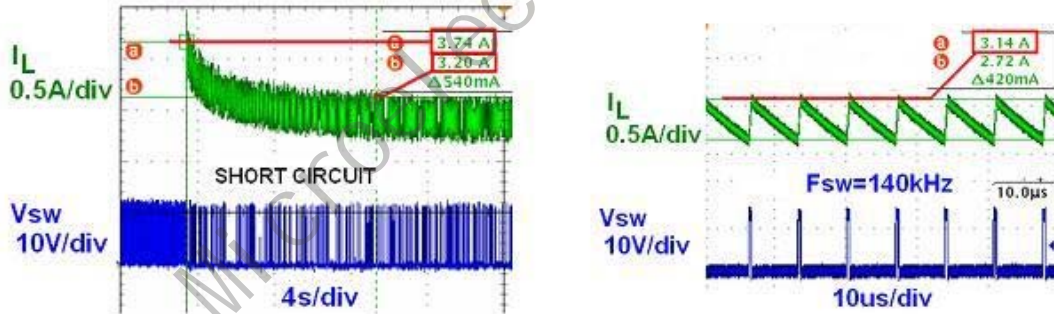 I_L
0.5A/div
a 3.74 A
b 3.20 A
Δ540mA
a
b
SHORT CIRCUIT
Vsw
10V/div
4s/div
I_L
0.5A/div
a 3.14 A
b 2.72 A
Δ420mA
Fsw=140kHz
10.0µs
Vsw
10V/div
10us/div